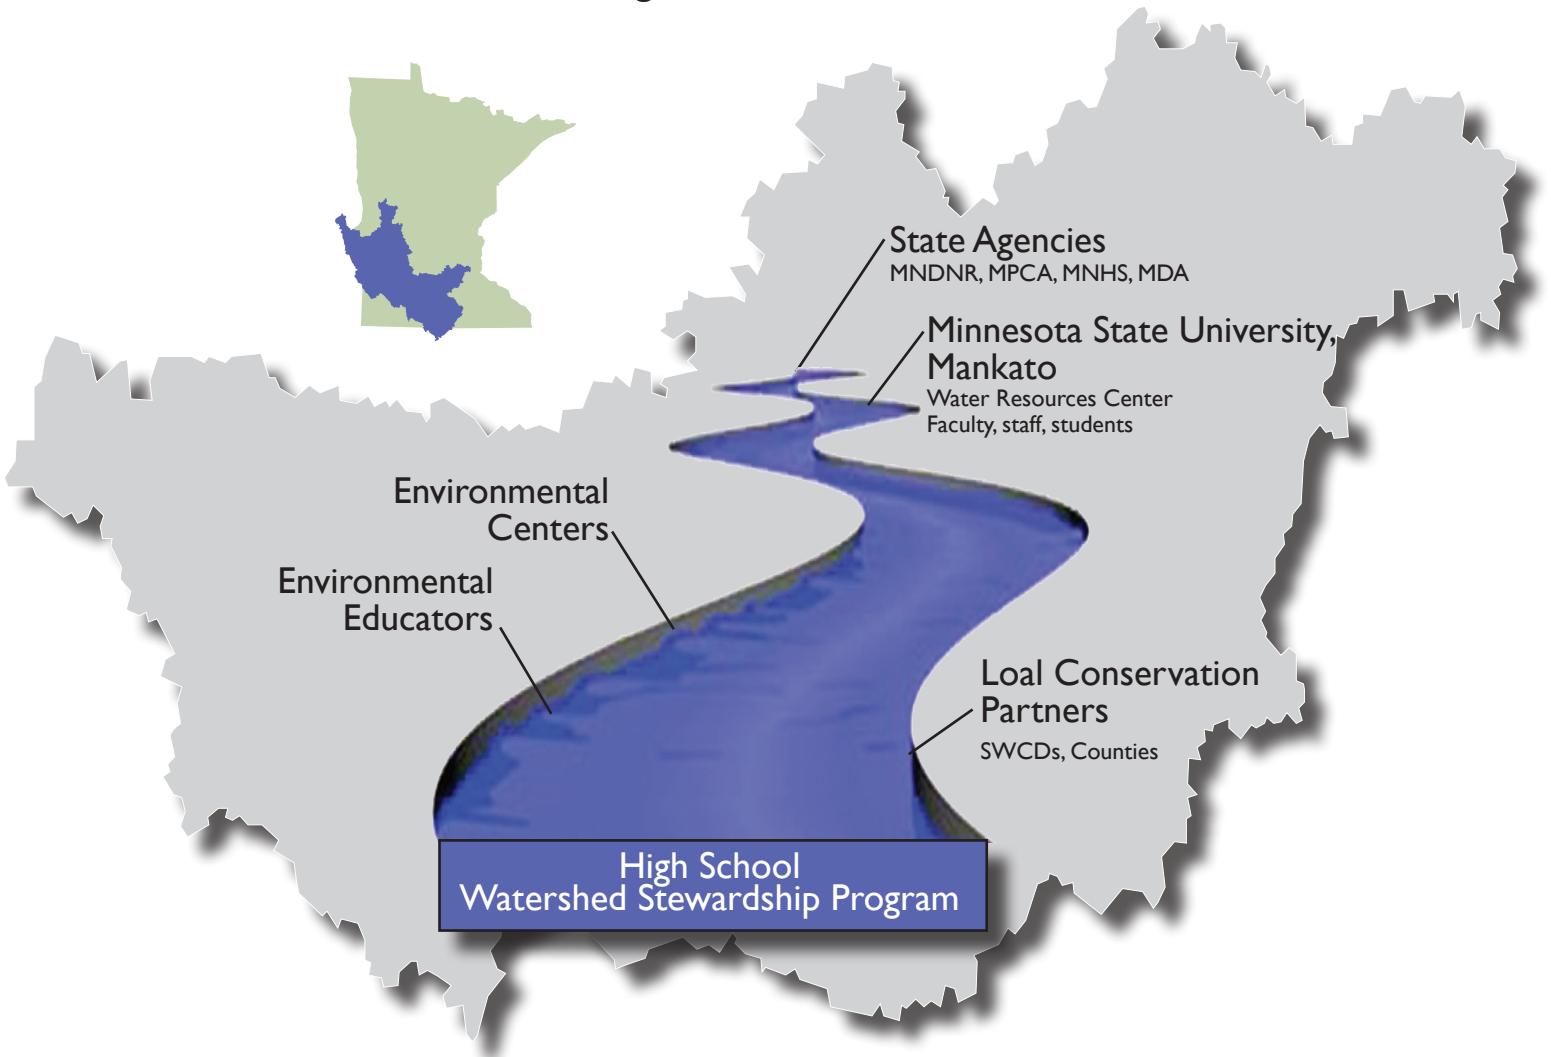 State Agencies
MNDNR, MPCA, MNHS, MDA
Minnesota State University,
Mankato
Water Resources Center
Faculty, staff, students
Environmental
Centers
Environmental
Educators
Loal Conservation
Partners
SWCDs, Counties
High School
Watershed Stewardship Program